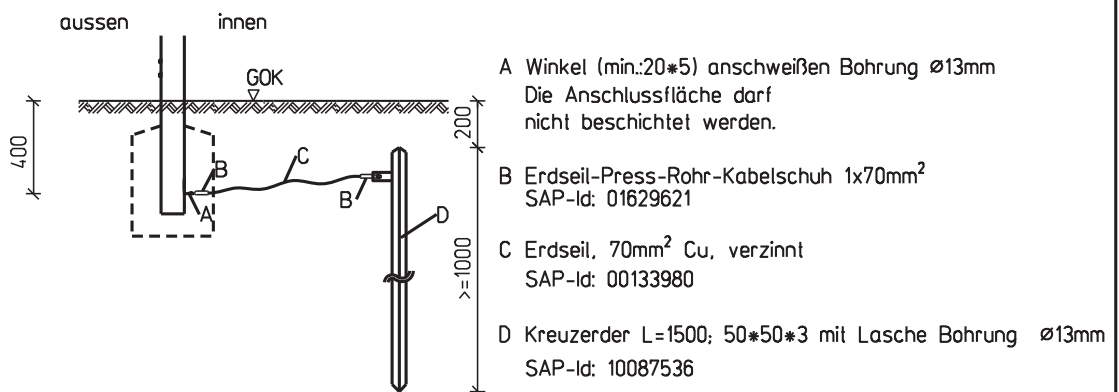 aussen innen
GOK
400
200
>=1000
A
B
C
B
D
A Winkel (min.:20*5) anschweißen Bohrung Ø13mm
Die Anschlussfläche darf
nicht beschichtet werden.
B Erdseil-Press-Rohr-Kabelschuh 1x70mm²
SAP-Id: 01629621
C Erdseil, 70mm² Cu, verzinnt
SAP-Id: 00133980
D Kreuzerder L=1500; 50*50*3 mit Lasche Bohrung Ø13mm
SAP-Id: 10087536